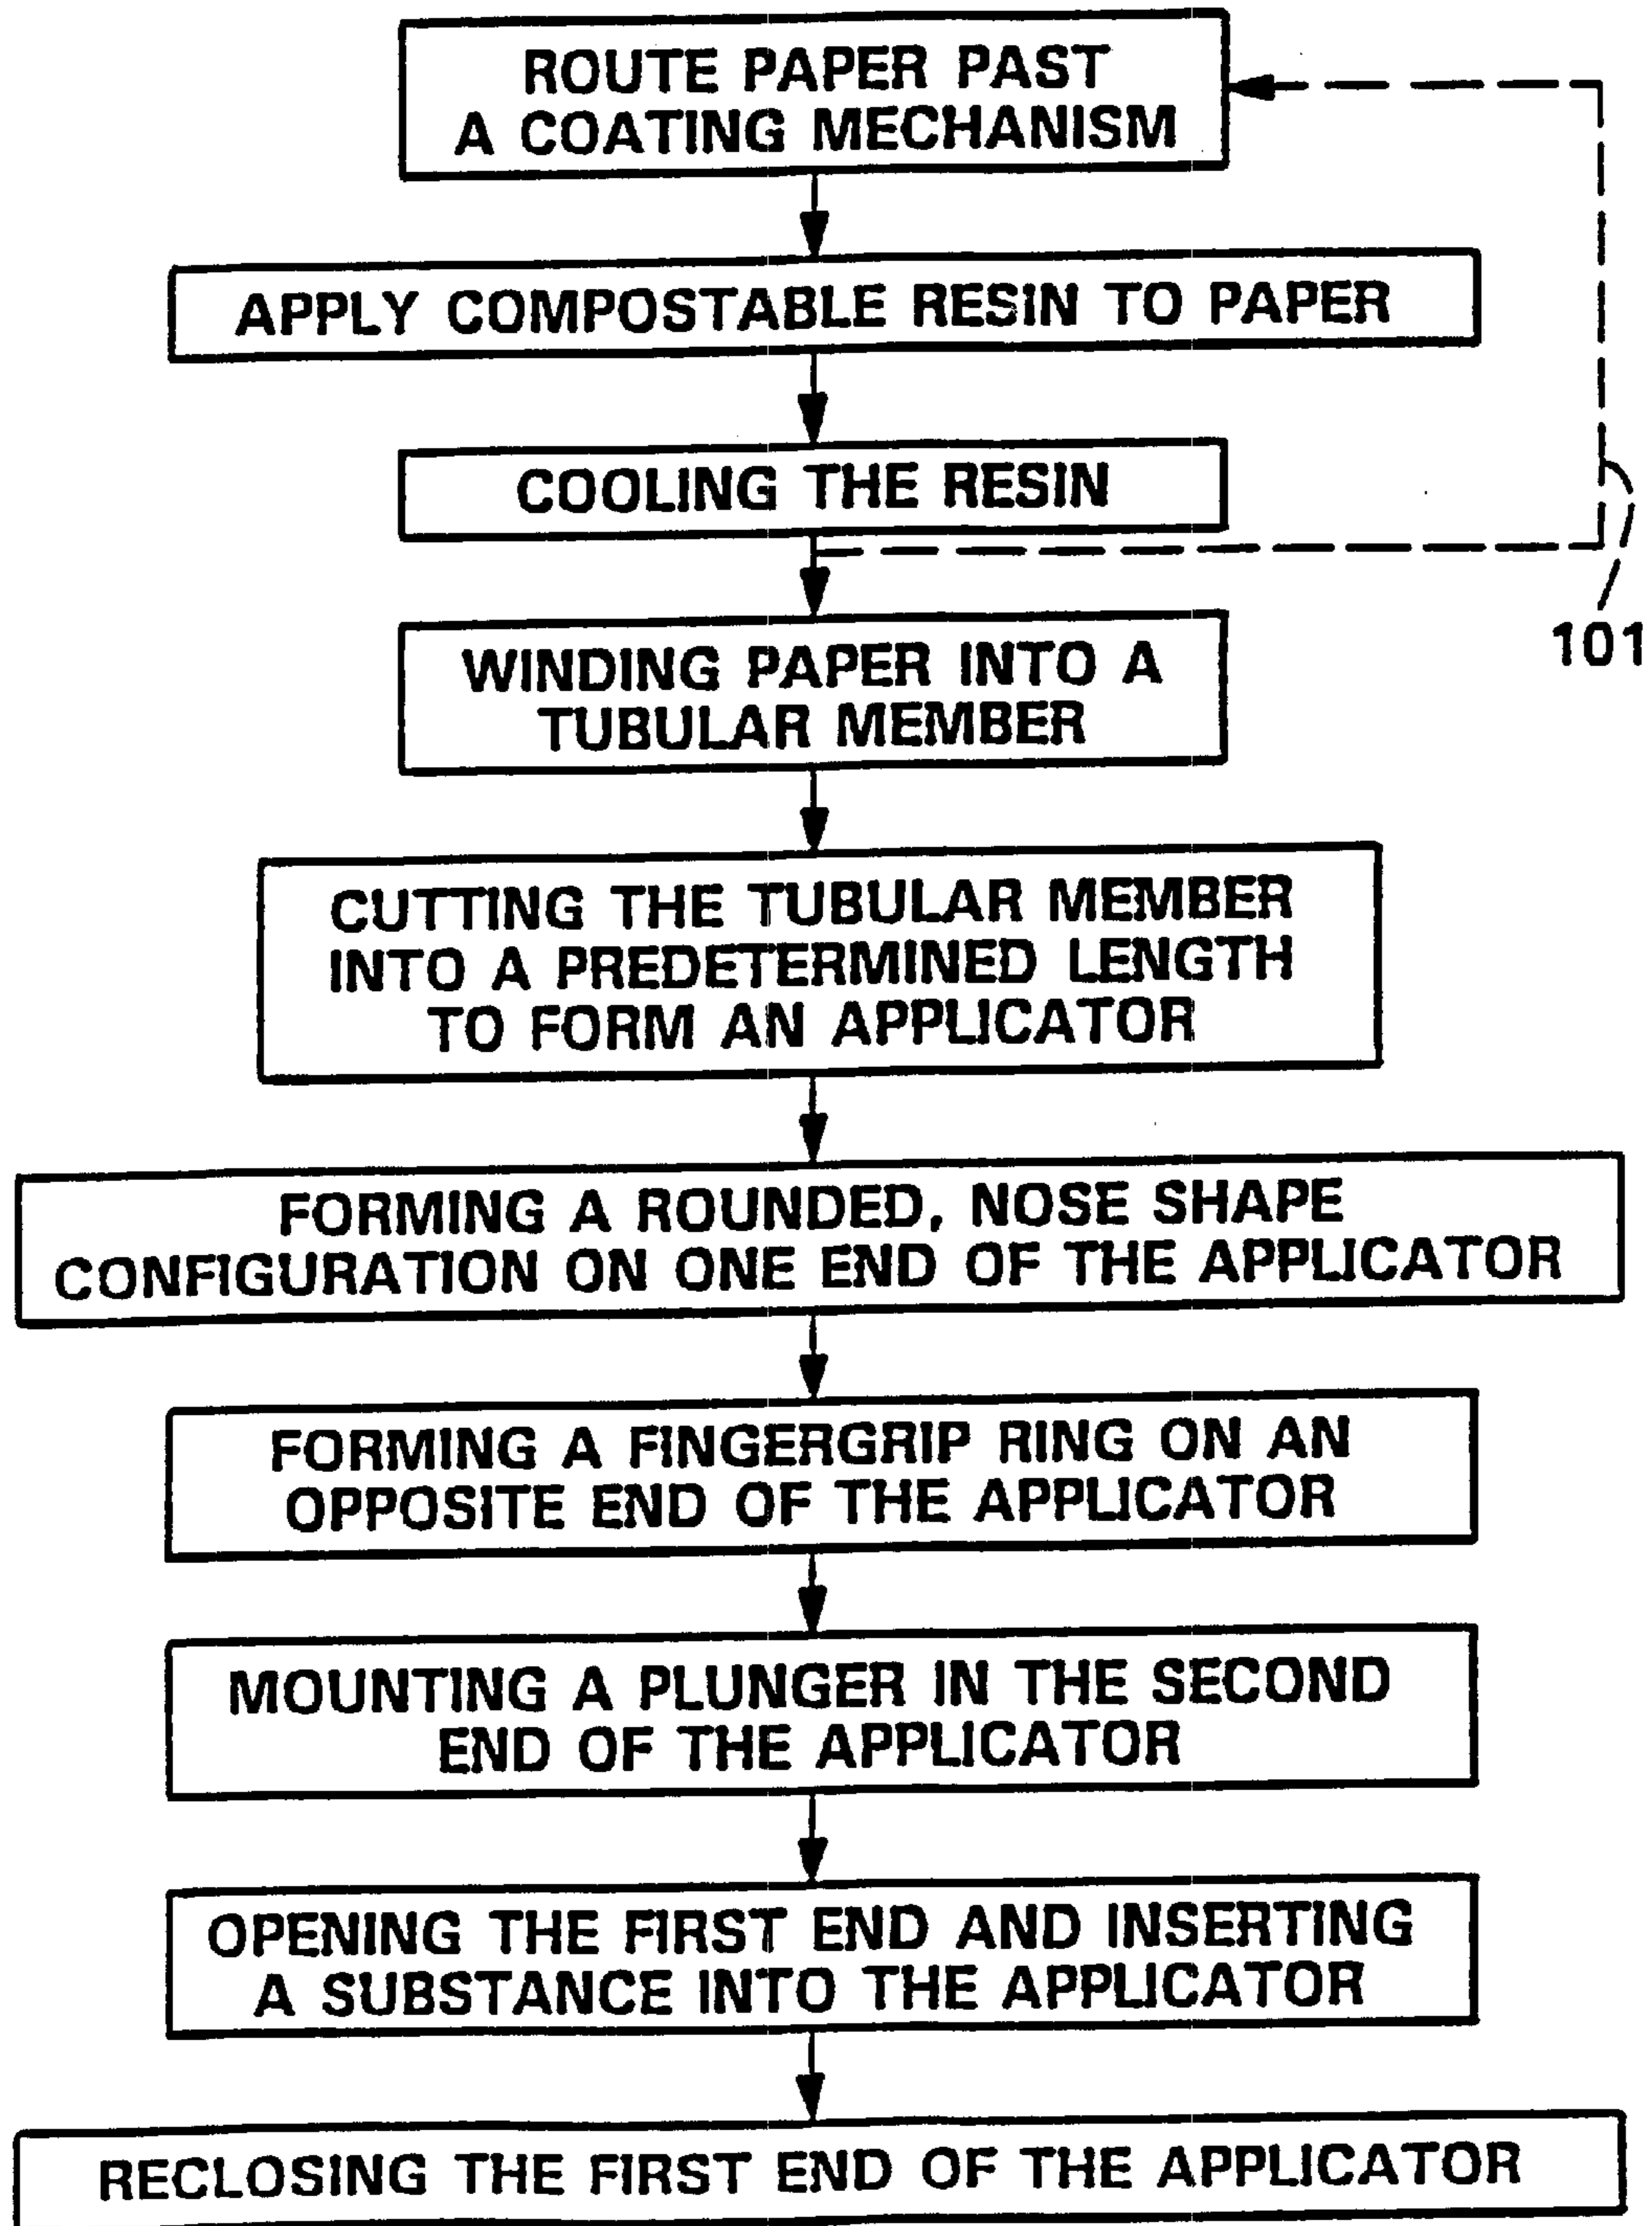 ROUTE PAPER PAST
A COATING MECHANISM
APPLY COMPOSTABLE RESIN TO PAPER
COOLING THE RESIN
101
WINDING PAPER INTO A
TUBULAR MEMBER
CUTTING THE TUBULAR MEMBER
INTO A PREDETERMINED LENGTH
TO FORM AN APPLICATOR
FORMING A ROUNDED, NOSE SHAPE
CONFIGURATION ON ONE END OF THE APPLICATOR
FORMING A FINGERGRIP RING ON AN
OPPOSITE END OF THE APPLICATOR
MOUNTING A PLUNGER IN THE SECOND
END OF THE APPLICATOR
OPENING THE FIRST END AND INSERTING
A SUBSTANCE INTO THE APPLICATOR
RECLOSING THE FIRST END OF THE APPLICATOR